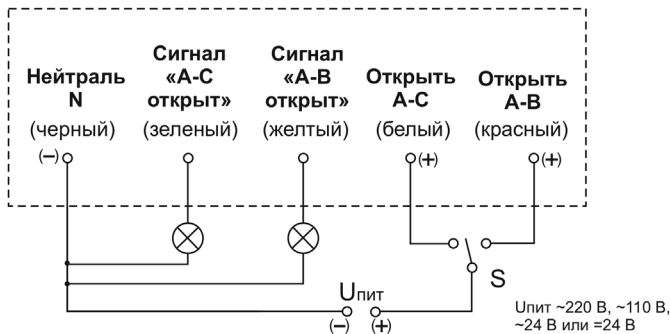 Нейтраль
N
(черный)
(−)
Сигнал
«А-С
открыт»
(зеленый)
Сигнал
«А-В
открыт»
(желтый)
Открыть
А-С
(белый)
(+)
Открыть
А-В
(красный)
(+)
S
Uпит
(−) (+)
Uпит ~220 В, ~110 В,
~24 В или =24 В